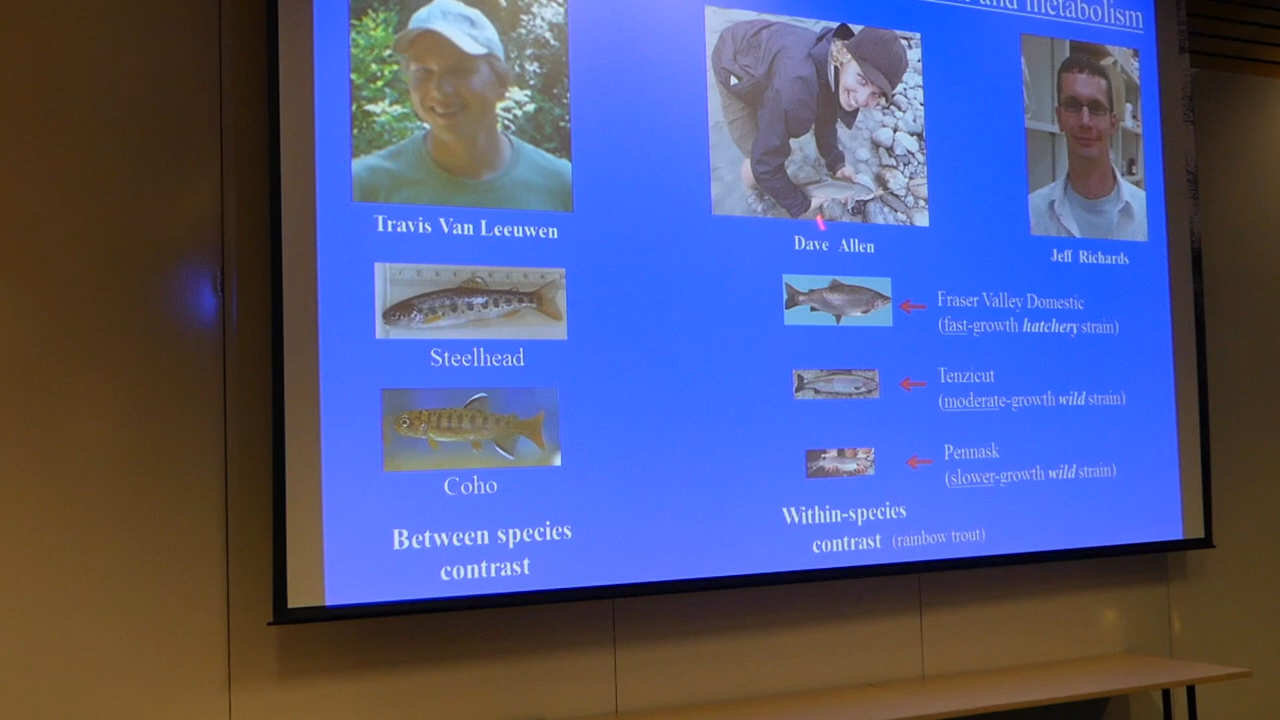 and metabolism
Travis Van Leeuwen
Dave Allen
Jeff Richards
Steelhead
Coho
Between species
contrast
Fraser Valley Domestic
(fast-growth hatchery strain)
Tenzicut
(moderate-growth wild strain)
Pennask
(slower-growth wild strain)
Within-species
contrast (rainbow trout)